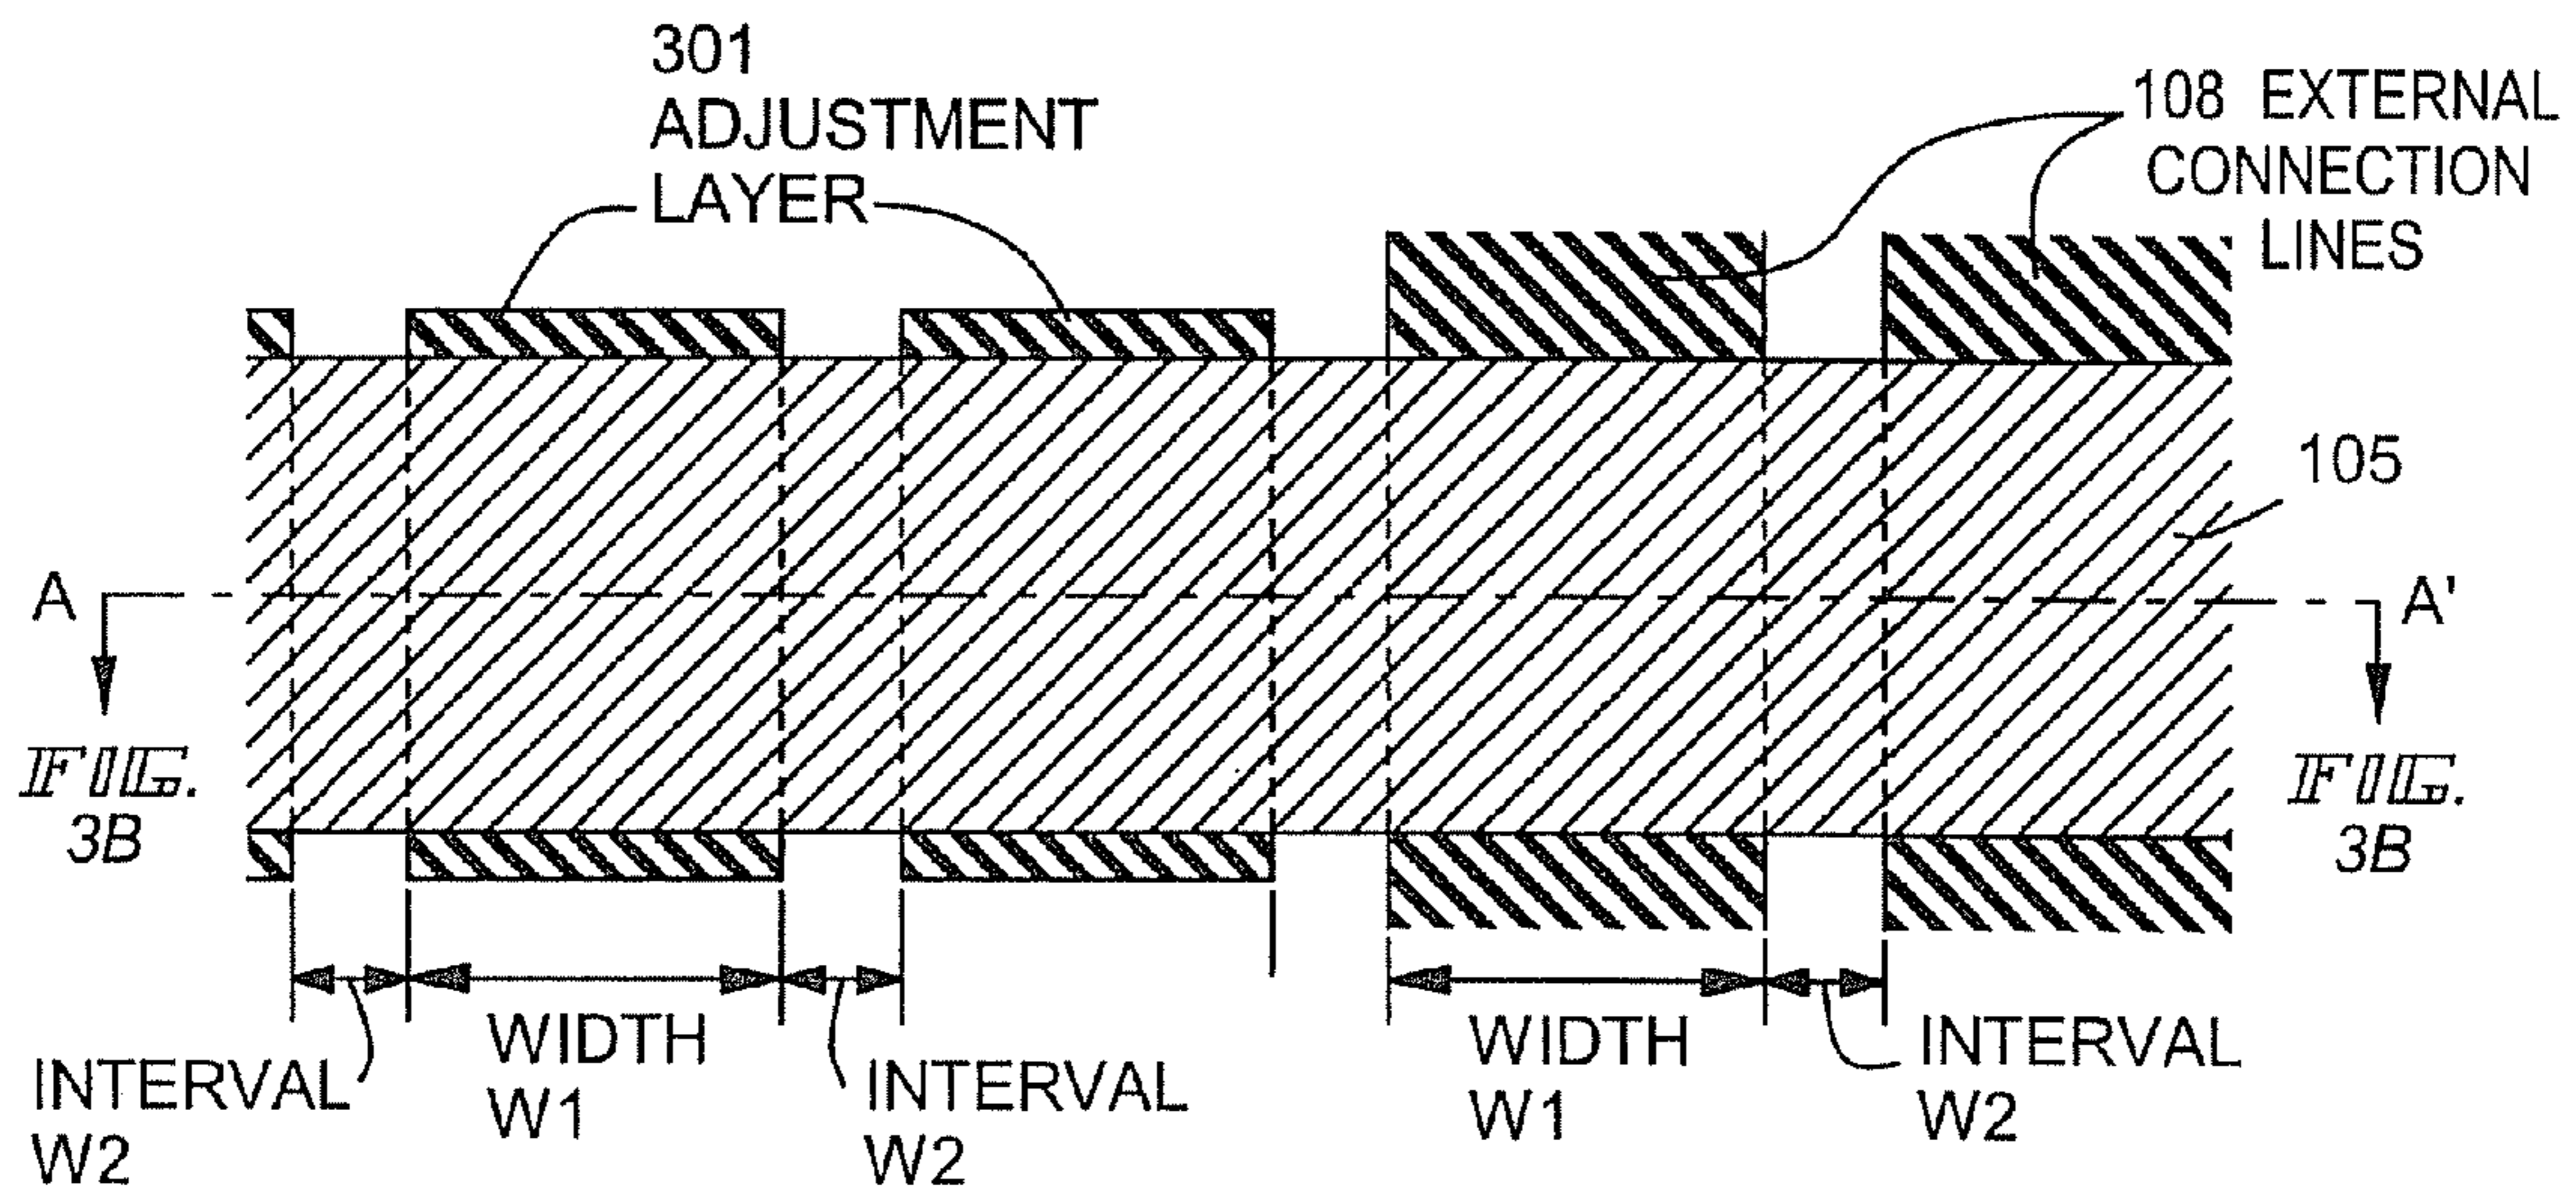 301
ADJUSTMENT
LAYER
108 EXTERNAL
CONNECTION
LINES
105
A
A'
FIG.
3B
FIG.
3B
INTERVAL
W2
WIDTH
W1
INTERVAL
W2
WIDTH
W1
INTERVAL
W2